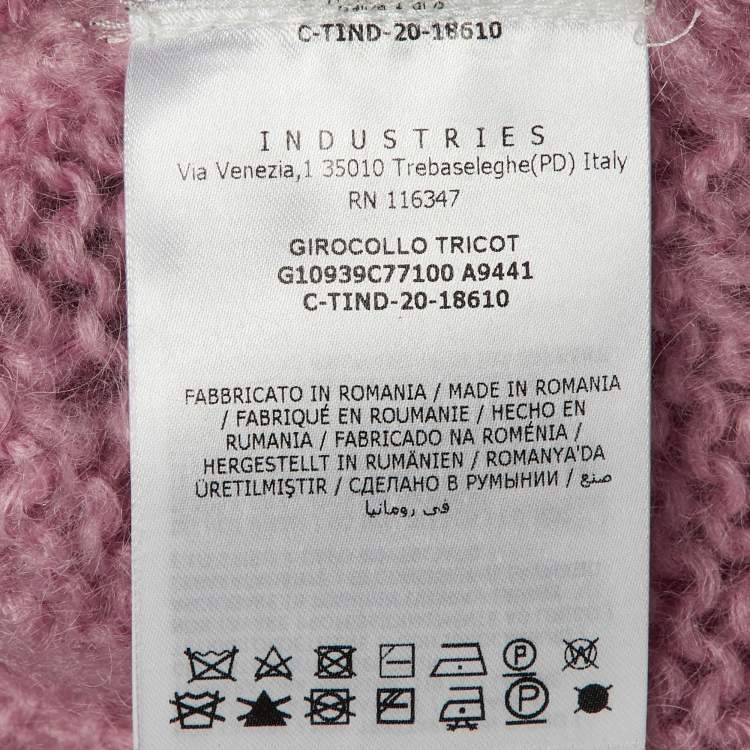 C-TIND-20-18610
INDUSTRIES
Via Venezia,1 35010 Trebaseleghe(PD) Italy
RN 116347
GIROCOLLO TRICOT
G10939C77100 A9441
C-TIND-20-18610
FABBRICATO IN ROMANIA / MADE IN ROMANIA
/ FABRIQUÉ EN ROUMANIE / HECHO EN
RUMANIA / FABRICADO NA ROMÉNIA /
HERGESTELLT IN RUMÄNIEN / ROMANYA'DA
ÜRETILMIŞTIR / СДЕЛАНО В РУМЫНИИ / صنع
في رومانيا
P W
P